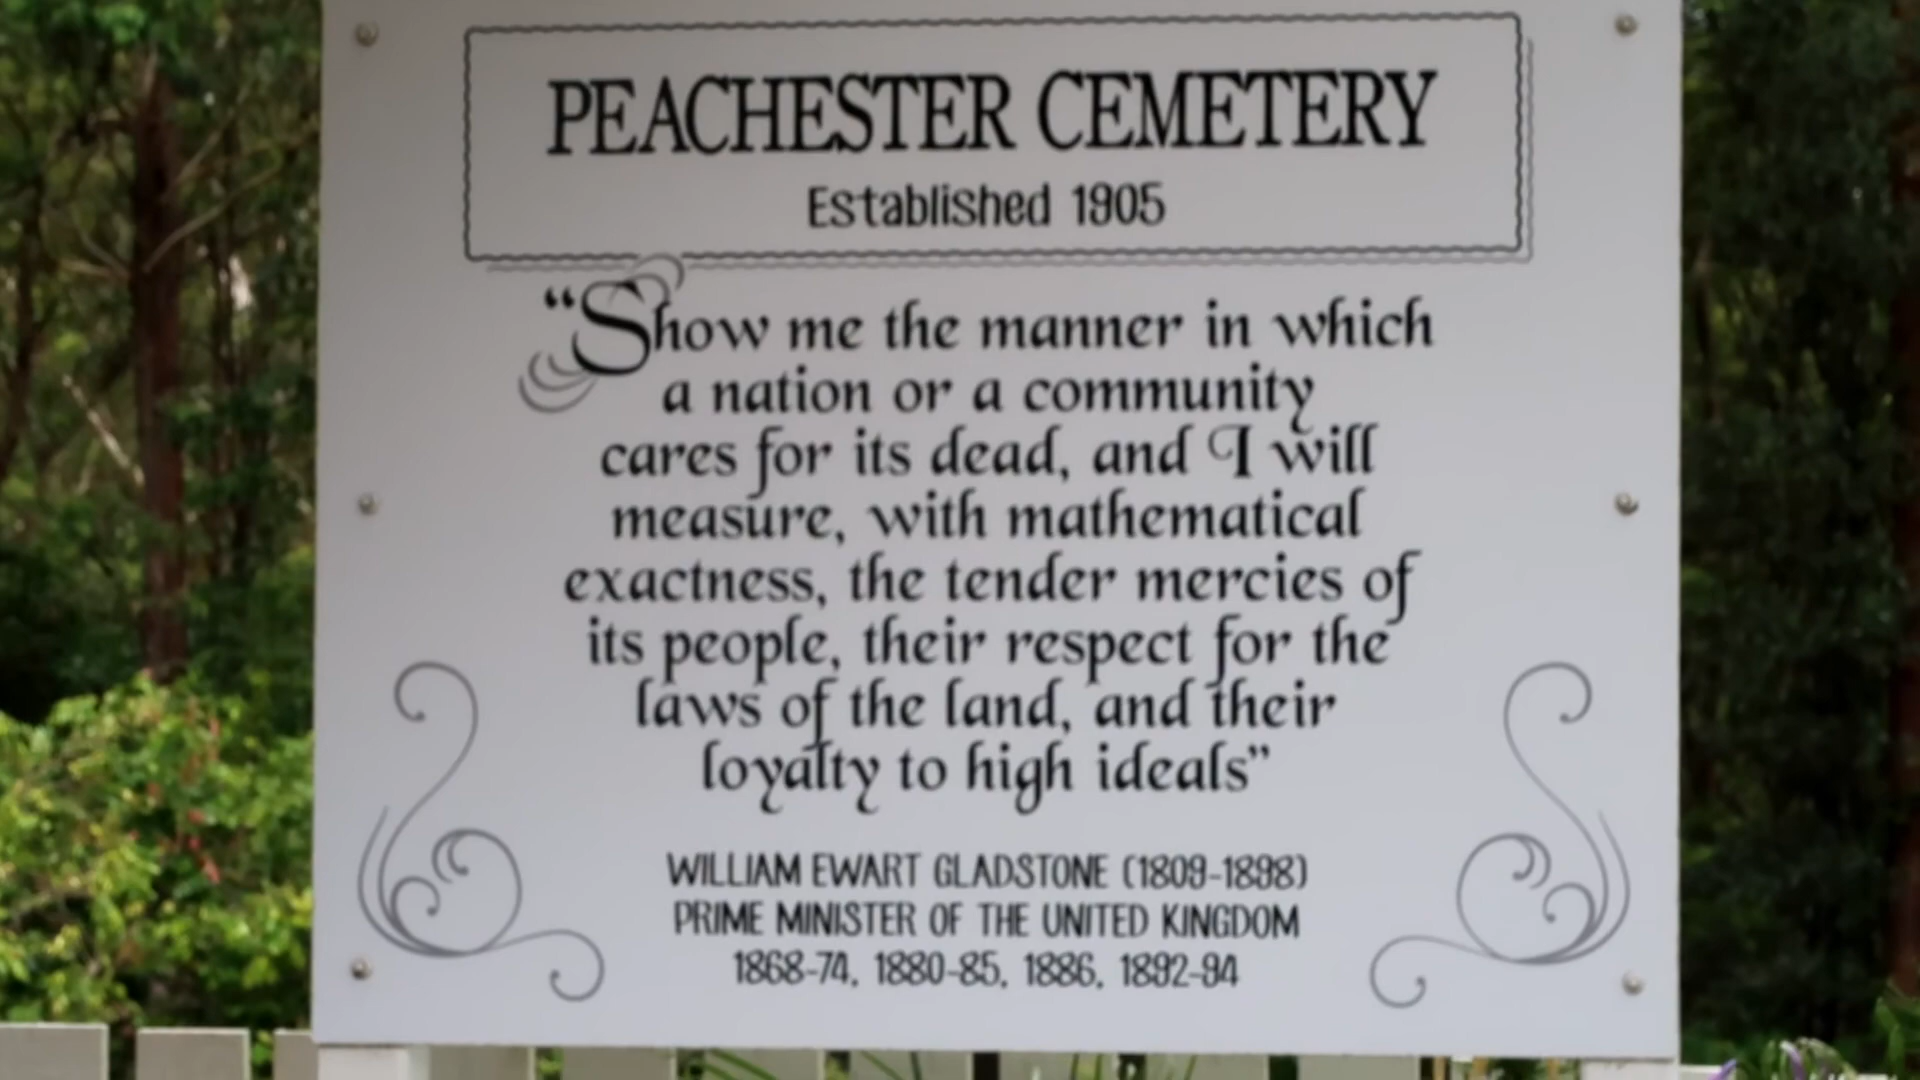 PEACHESTER CEMETERY
Established 1905
“Show me the manner in which
a nation or a community
cares for its dead, and I will
measure, with mathematical
exactness, the tender mercies of
its people, their respect for the
laws of the land, and their
loyalty to high ideals”
WILLIAM EWART GLADSTONE (1809-1898)
PRIME MINISTER OF THE UNITED KINGDOM
1868-74, 1880-85, 1886, 1892-94